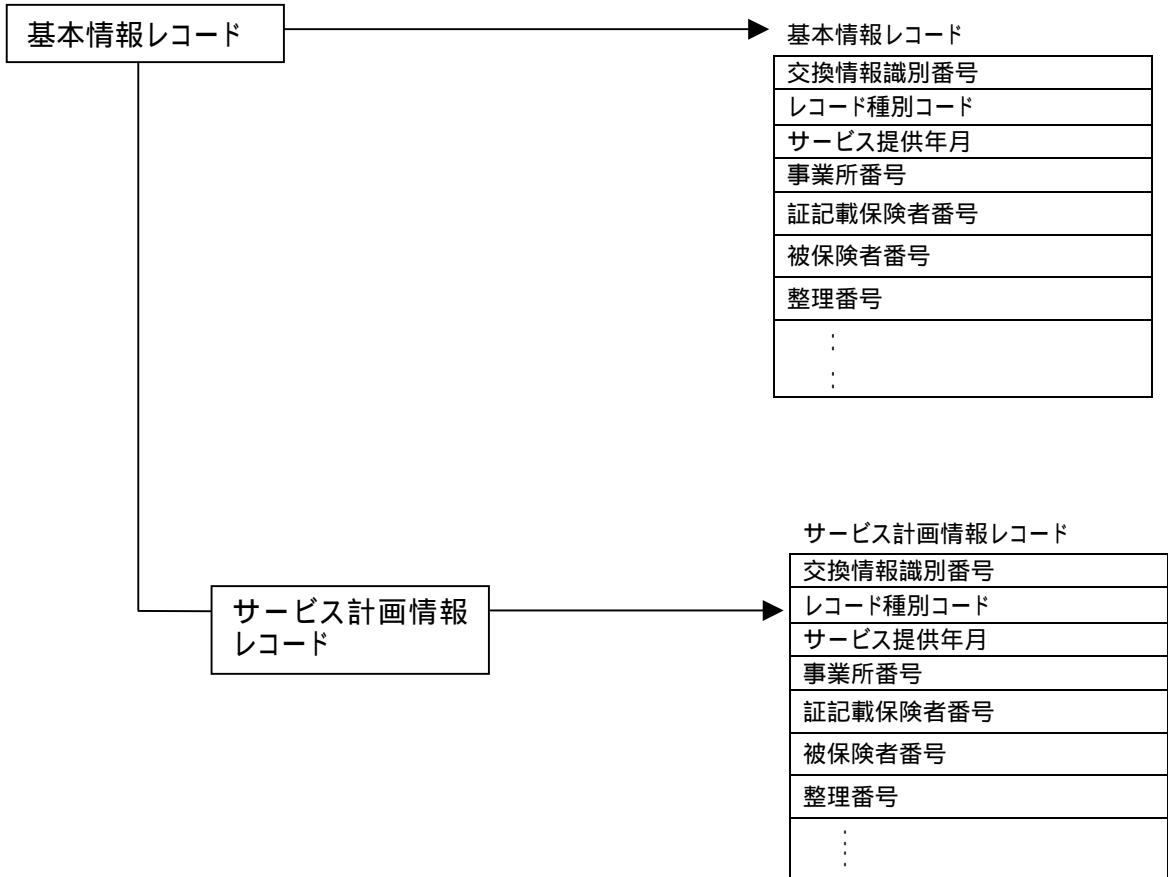 基本情報レコード
基本情報レコード
交換情報識別番号
レコード種別コード
サービス提供年月
事業所番号
証記載保険者番号
被保険者番号
整理番号
:
:
サービス計画情報
レコード
サービス計画情報レコード
交換情報識別番号
レコード種別コード
サービス提供年月
事業所番号
証記載保険者番号
被保険者番号
整理番号
:
: